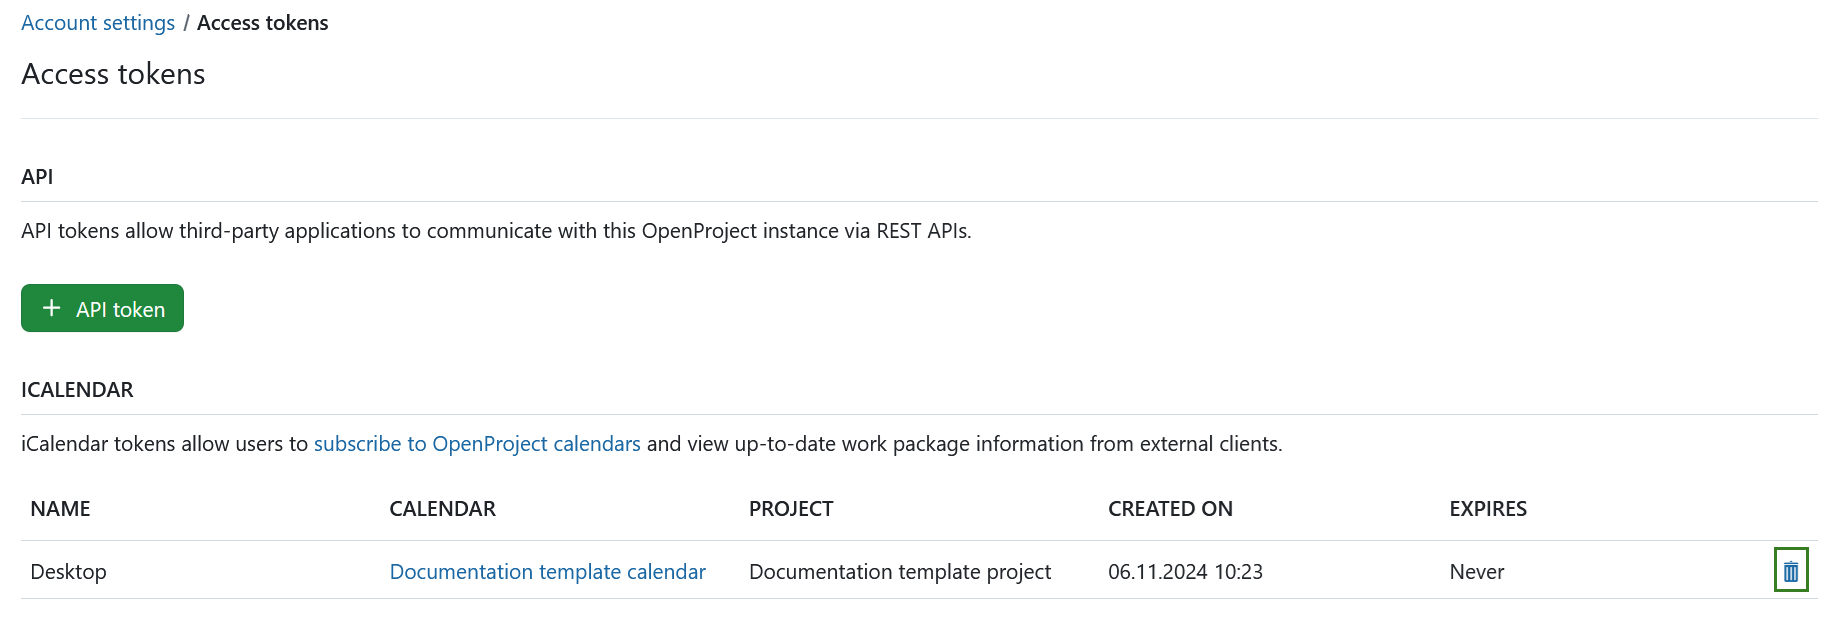 Account settings / Access tokens
Access tokens
API
API tokens allow third-party applications to communicate with this OpenProject instance via REST APIs.
+ API token
ICALENDAR
iCalendar tokens allow users to subscribe to OpenProject calendars and view up-to-date work package information from external clients.
NAME CALENDAR PROJECT CREATED ON EXPIRES
Desktop Documentation template calendar Documentation template project 06.11.2024 10:23 Never